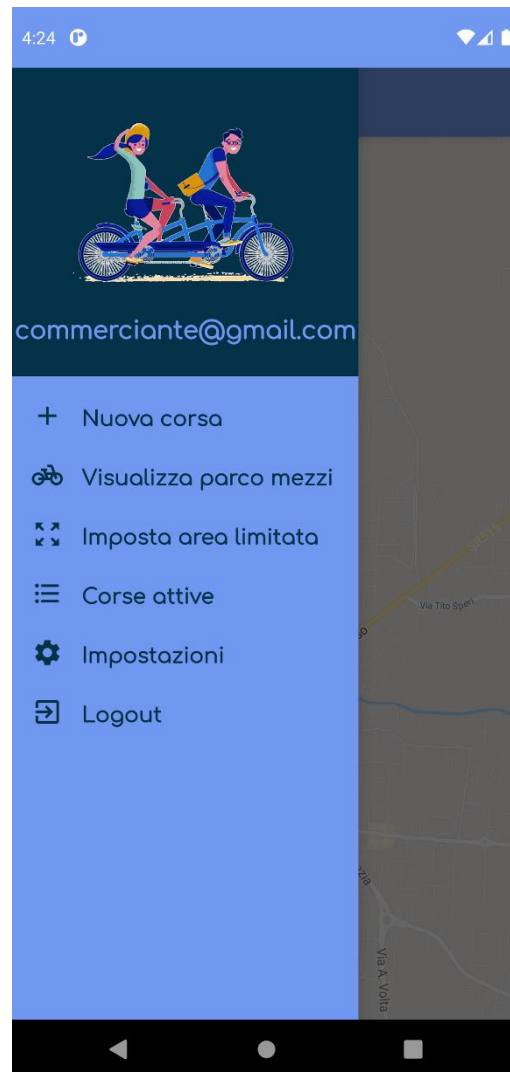 4:24
commerciante@gmail.com
Nuova corsa
Visualizza parco mezzi
Imposta area limitata
Corse attive
Impostazioni
Logout
Via Tito Speri
Via A. Volta